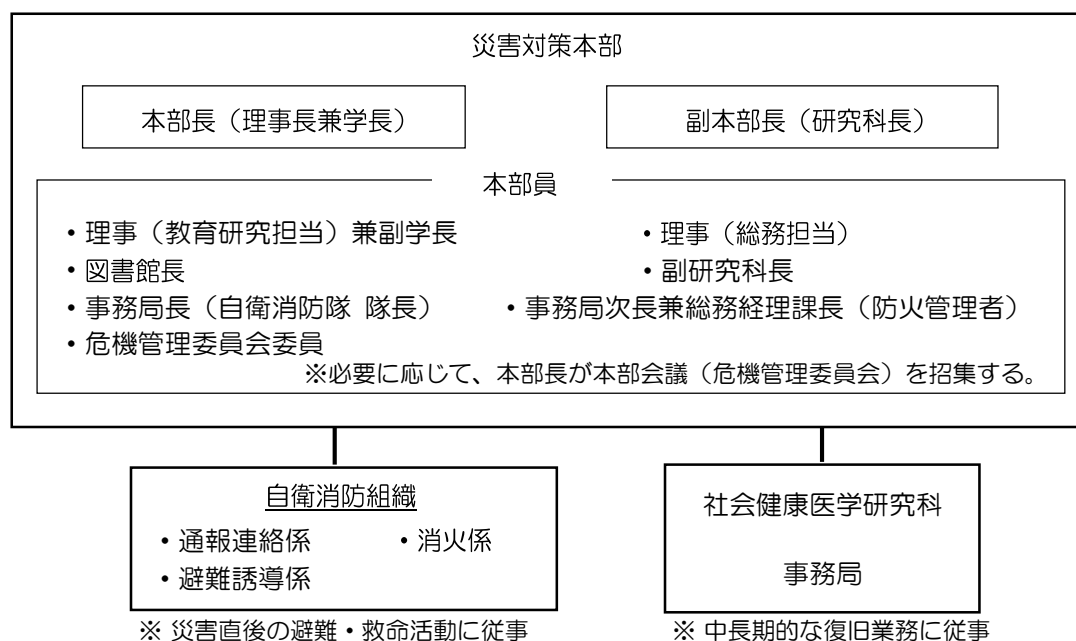 災害対策本部
本部長（理事長兼学長）
副本部長（研究科長）
本部員
・理事（教育研究担当）兼副学長
・理事（総務担当）
・図書館長
・副研究科長
・事務局長（自衛消防隊 隊長）
・事務局次長兼総務経理課長（防火管理者）
・危機管理委員会委員
※必要に応じて、本部長が本部会議（危機管理委員会）を招集する。
自衛消防組織
・通報連絡係
・消火係
・避難誘導係
※ 災害直後の避難・救命活動に従事
社会健康医学研究科
事務局
※ 中長期的な復旧業務に従事